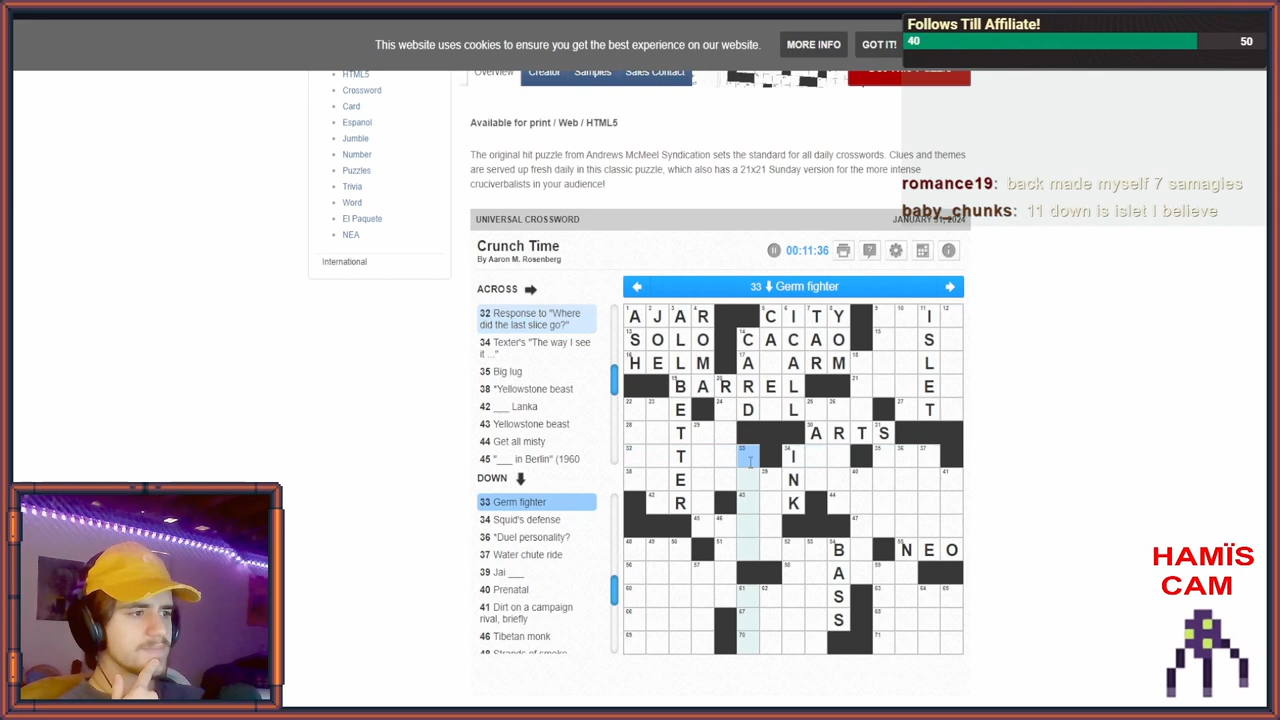 Follows Till Affiliate!
40
50
This website uses cookies to ensure you get the best experience on our website.
MORE INFO
GOT IT!
HTML5
Crossword
Card
Espanol
Jumble
Number
Puzzles
Trivia
Word
El Paquete
NEA
International
Overview
Creator
Samples
Sales Contact
Available for print / Web / HTML5
The original hit puzzle from Andrews McMeel Syndication sets the standard for all daily crosswords. Clues and themes
are served up fresh daily in this classic puzzle, which also has a 21x21 Sunday version for the more intense
cruciverbalists in your audience!
romance19: back made myself 7 samagies
baby_chunks: 11 down is islet I believe
UNIVERSAL CROSSWORD
JANUARY 31, 2024
Crunch Time
By Aaron M. Rosenberg
00:11:36
ACROSS
33 Germ fighter
32 Response to "Where
did the last slice go?"
34 Texter's "The way I see
it ..."
35 Big lug
38 *Yellowstone beast
42 ___ Lanka
43 Yellowstone beast
44 Get all misty
45 "___ in Berlin" (1960
DOWN
33 Germ fighter
34 Squid's defense
36 *Duel personality?
37 Water chute ride
39 Jai ___
40 Prenatal
41 Dirt on a campaign
rival, briefly
46 Tibetan monk
48 Strands of smoke
A J A R C I T Y I
S O L O C A C A O S
H E L M A C A R M L
B A R R E L E
E D L T
T A R T S
T I
E N
R K
B N E O
A
S
S
HAMÏS
CAM